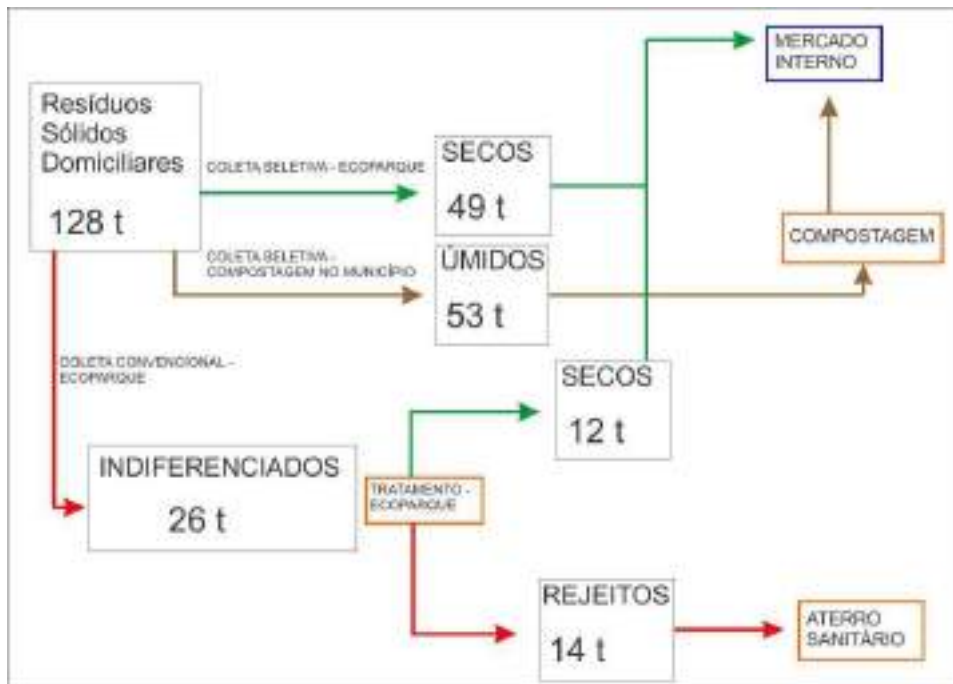 Resíduos
Sólidos
Domiciliares
128 t
COLETA SELETIVA - ECOPARQUE
SECOS
49 t
MERCADO
INTERNO
COLETA SELETIVA -
COMPOSTAGEM NO MUNICÍPIO
ÚMIDOS
53 t
COMPOSTAGEM
COLETA CONVENCIONAL -
ECOPARQUE
SECOS
12 t
INDIFERENCIADOS
26 t
TRATAMENTO -
ECOPARQUE
REJEITOS
14 t
ATERRO
SANITÁRIO